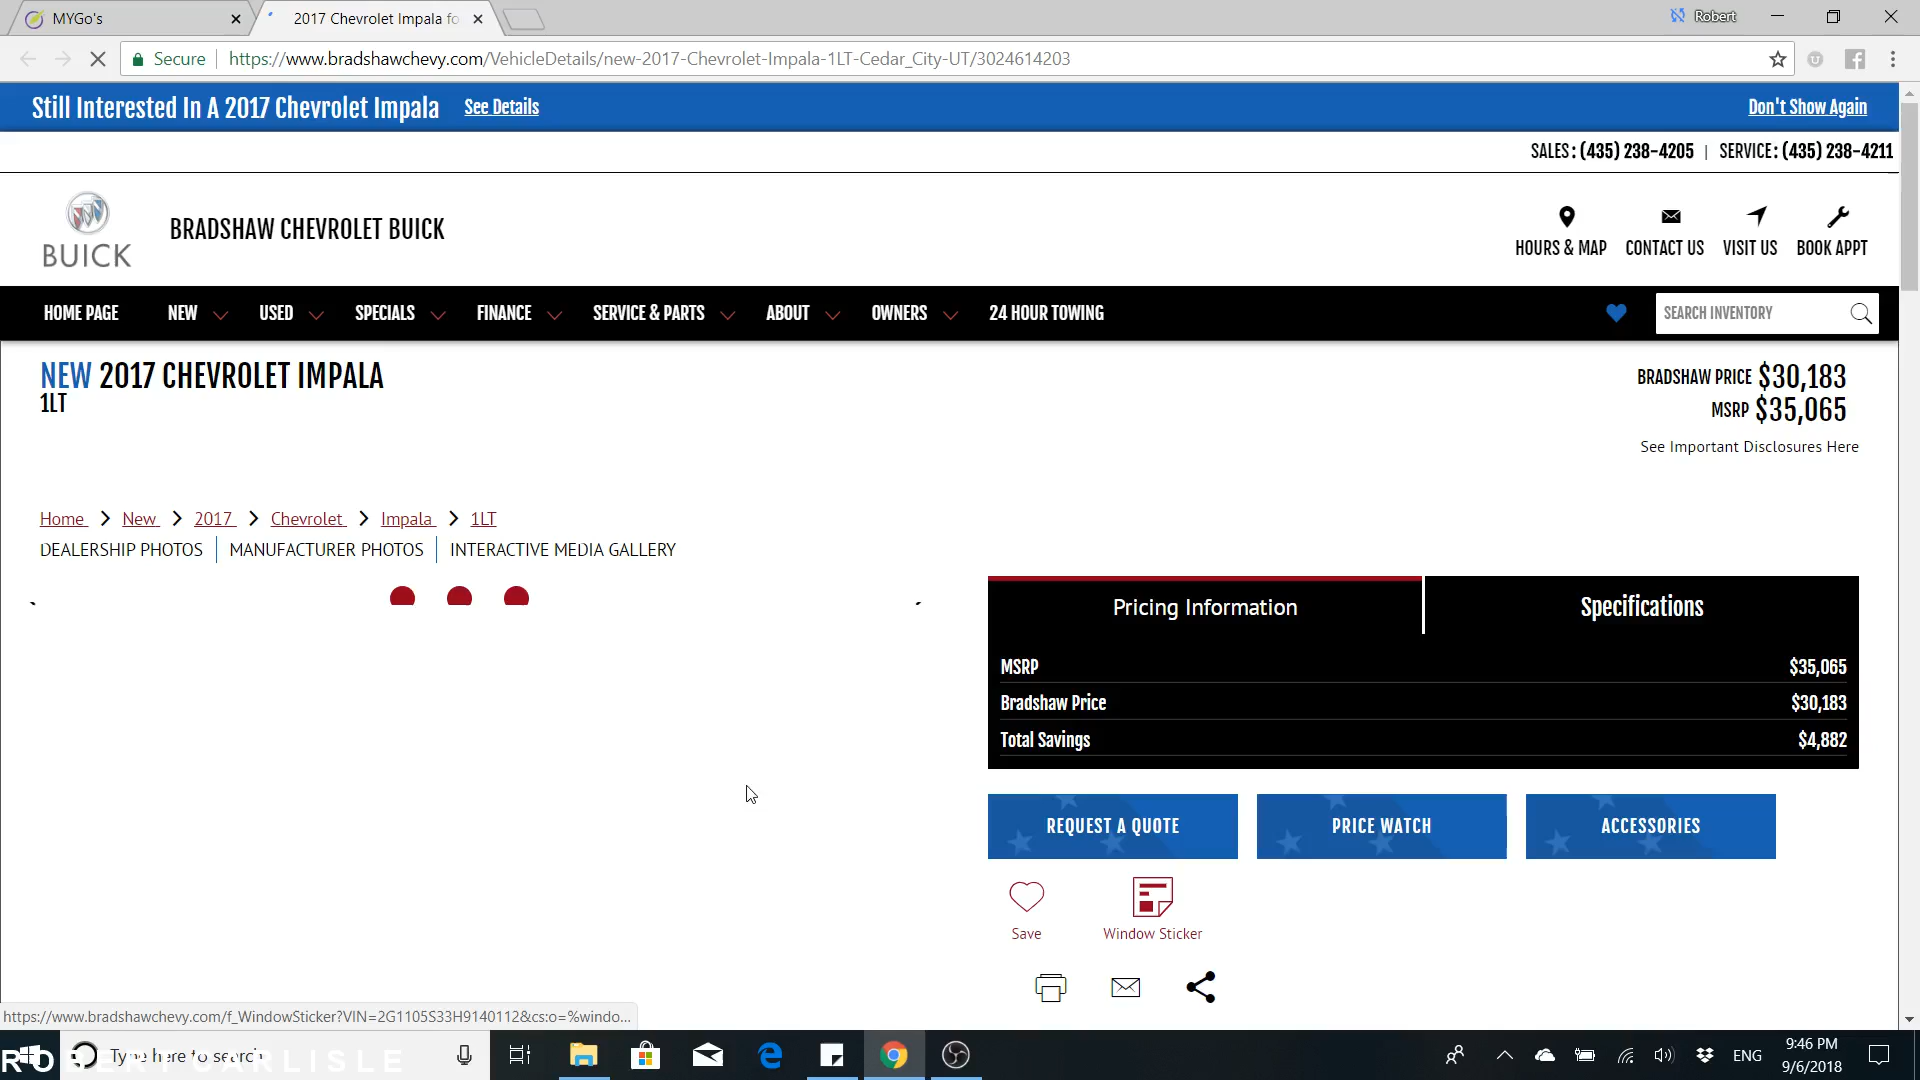 MYGo's
2017 Chevrolet Impala fo
Robert
Secure
https://www.bradshawchevy.com/VehicleDetails/new-2017-Chevrolet-Impala-1LT-Cedar_City-UT/3024614203
Still Interested In A 2017 Chevrolet Impala See Details Don't Show Again
SALES: (435) 238-4205 | SERVICE: (435) 238-4211
BUICK
BRADSHAW CHEVROLET BUICK
HOURS & MAP CONTACT US VISIT US BOOK APPT
HOME PAGE NEW USED SPECIALS FINANCE SERVICE & PARTS ABOUT OWNERS 24 HOUR TOWING SEARCH INVENTORY
NEW 2017 CHEVROLET IMPALA
1LT
BRADSHAW PRICE $30,183
MSRP $35,065
See Important Disclosures Here
Home New 2017 Chevrolet Impala 1LT
DEALERSHIP PHOTOS MANUFACTURER PHOTOS INTERACTIVE MEDIA GALLERY
Pricing Information Specifications
MSRP $35,065
Bradshaw Price $30,183
Total Savings $4,882
REQUEST A QUOTE PRICE WATCH ACCESSORIES
Save Window Sticker
https://www.bradshawchevy.com/f_WindowSticker?VIN=2G1105S33H9140112&cs:o=%windo...
Type here to search
ROBERT CARLISLE
ENG
9:46 PM
9/6/2018